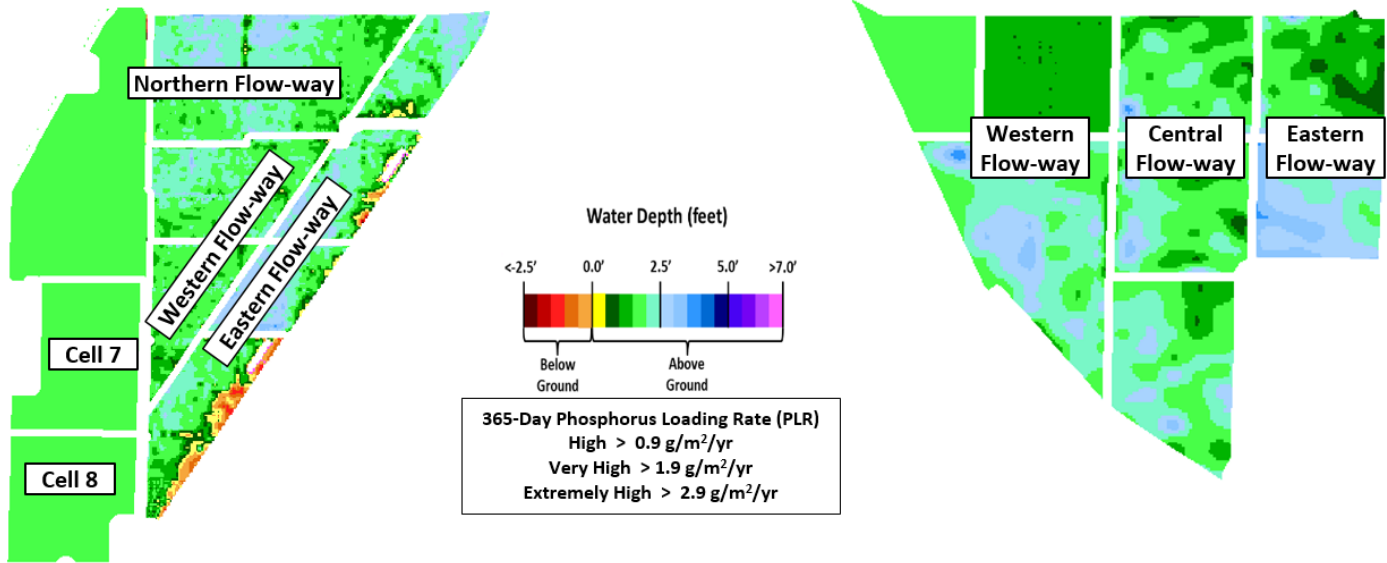 Northern Flow-way
Western Flow-way
Eastern Flow-way
Cell 7
Cell 8
Water Depth (feet)
<-2.5’ 0.0’ 2.5’ 5.0’ >7.0’
Below
Ground
Above
Ground
365-Day Phosphorus Loading Rate (PLR)
High > 0.9 g/m²/yr
Very High > 1.9 g/m²/yr
Extremely High > 2.9 g/m²/yr
Western
Flow-way
Central
Flow-way
Eastern
Flow-way